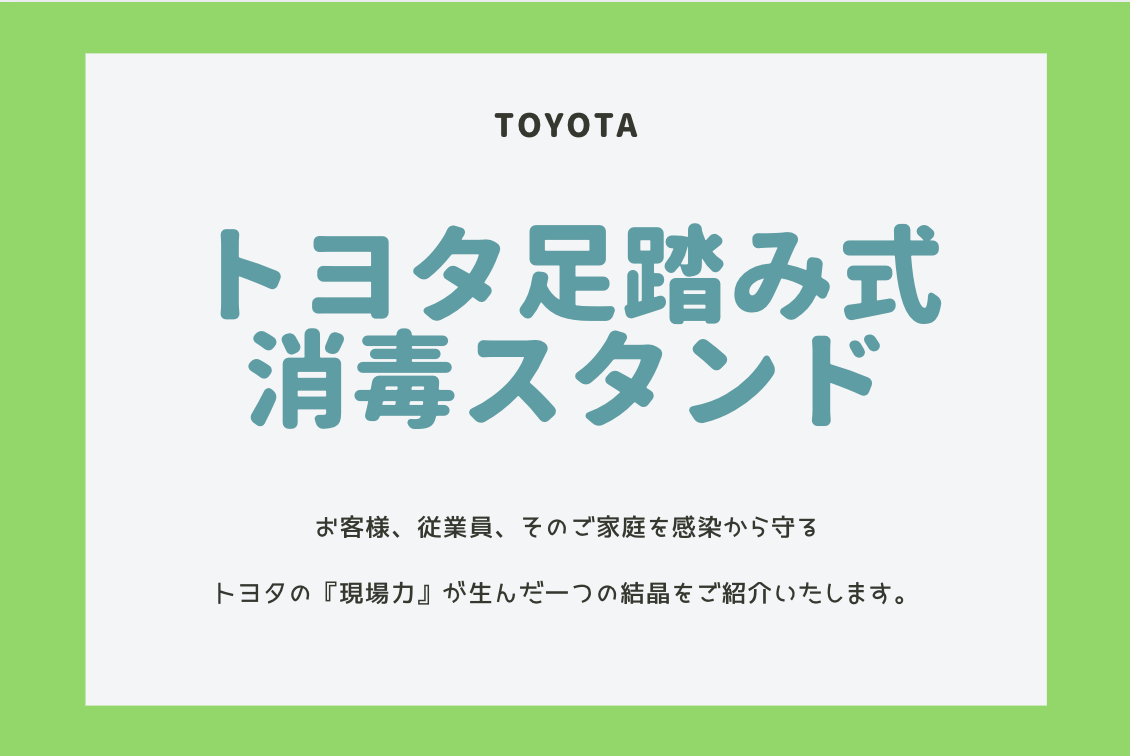 TOYOTA
トヨタ足踏み式
消毒スタンド
お客様、従業員、そのご家庭を感染から守る
トヨタの『現場力』が生んだ一つの結晶をご紹介いたします。